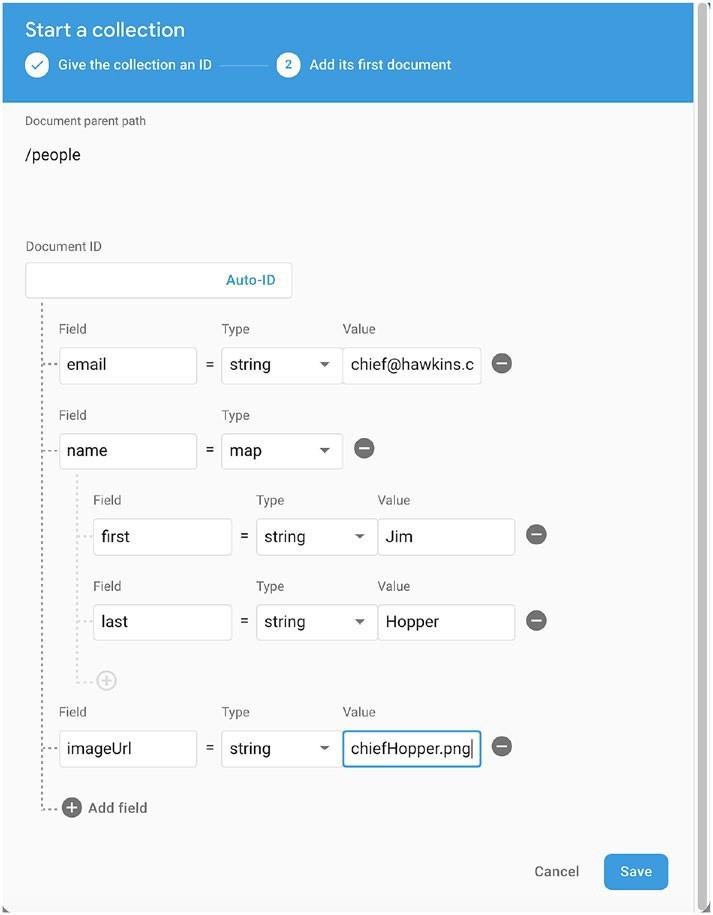 Start a collection
Give the collection an ID 2 Add its first document
Document parent path
/people
Document ID
Auto-ID
Field Type Value
email = string chief@hawkins.c
Field Type
name = map
Field Type Value
first = string Jim
Field Type Value
last = string Hopper
Field Type Value
imageUrl = string chiefHopper.png
Add field
Cancel Save